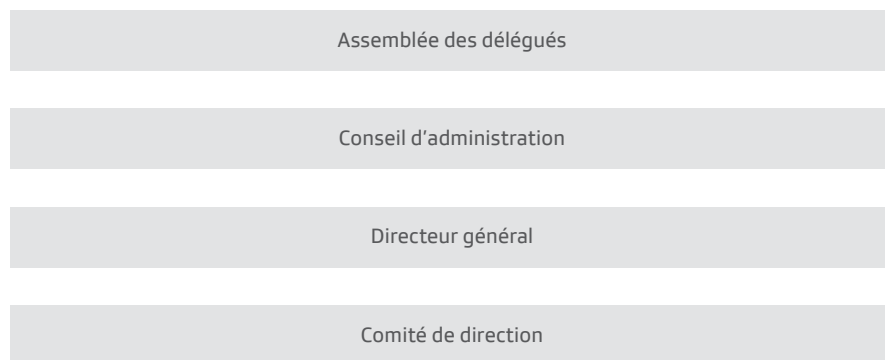 Assemblée des délégués
Conseil d'administration
Directeur général
Comité de direction